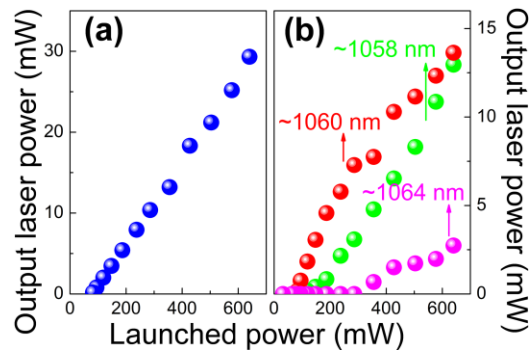 Output laser power (mW)
30
20
10
0
(a)
0 200 400 600
(b)
~1058 nm
~1060 nm
~1064 nm
0 200 400 600
15
10
5
0
Output laser power (mW)
Launched power (mW)